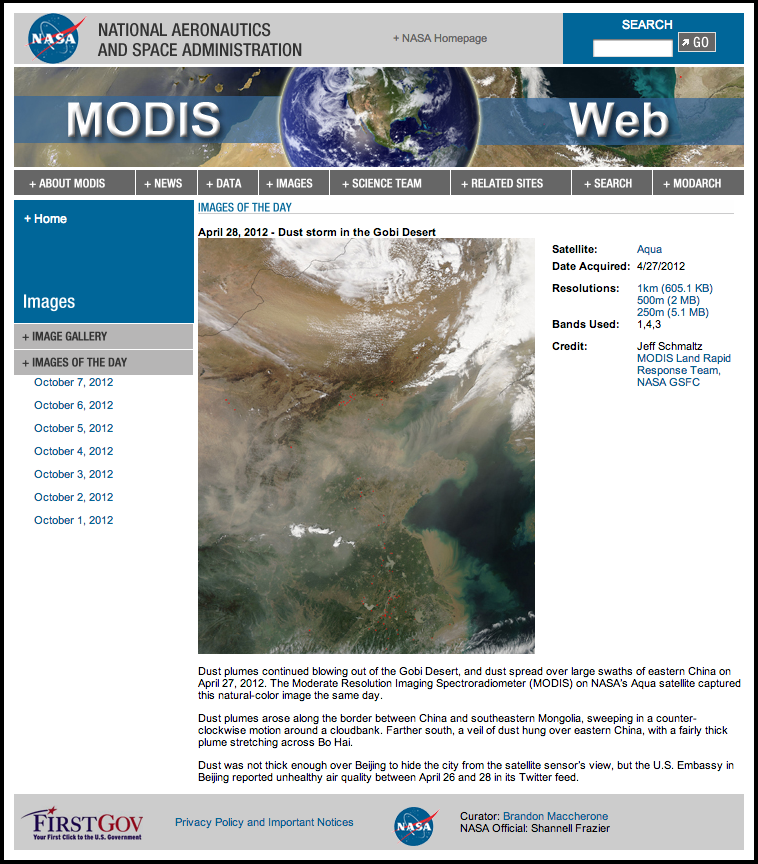 NASA
NATIONAL AERONAUTICS
AND SPACE ADMINISTRATION
+ NASA Homepage
SEARCH
GO
MODIS
Web
+ ABOUT MODIS
+ NEWS
+ DATA
+ IMAGES
+ SCIENCE TEAM
+ RELATED SITES
+ SEARCH
+ MODARCH
+ Home
Images
+ IMAGE GALLERY
+ IMAGES OF THE DAY
October 7, 2012
October 6, 2012
October 5, 2012
October 4, 2012
October 3, 2012
October 2, 2012
October 1, 2012
IMAGES OF THE DAY
April 28, 2012 - Dust storm in the Gobi Desert
Satellite: Aqua
Date Acquired: 4/27/2012
Resolutions: 1km (605.1 KB)
500m (2 MB)
250m (5.1 MB)
Bands Used: 1,4,3
Credit: Jeff Schmaltz
MODIS Land Rapid
Response Team,
NASA GSFC
Dust plumes continued blowing out of the Gobi Desert, and dust spread over large swaths of eastern China on
April 27, 2012. The Moderate Resolution Imaging Spectroradiometer (MODIS) on NASA's Aqua satellite captured
this natural-color image the same day.
Dust plumes arose along the border between China and southeastern Mongolia, sweeping in a counter-
clockwise motion around a cloudbank. Farther south, a veil of dust hung over eastern China, with a fairly thick
plume stretching across Bo Hai.
Dust was not thick enough over Beijing to hide the city from the satellite sensor's view, but the U.S. Embassy in
Beijing reported unhealthy air quality between April 26 and 28 in its Twitter feed.
FIRSTGOV
Your First Click to the U.S. Government
Privacy Policy and Important Notices
NASA
Curator: Brandon Maccherone
NASA Official: Shannell Frazier